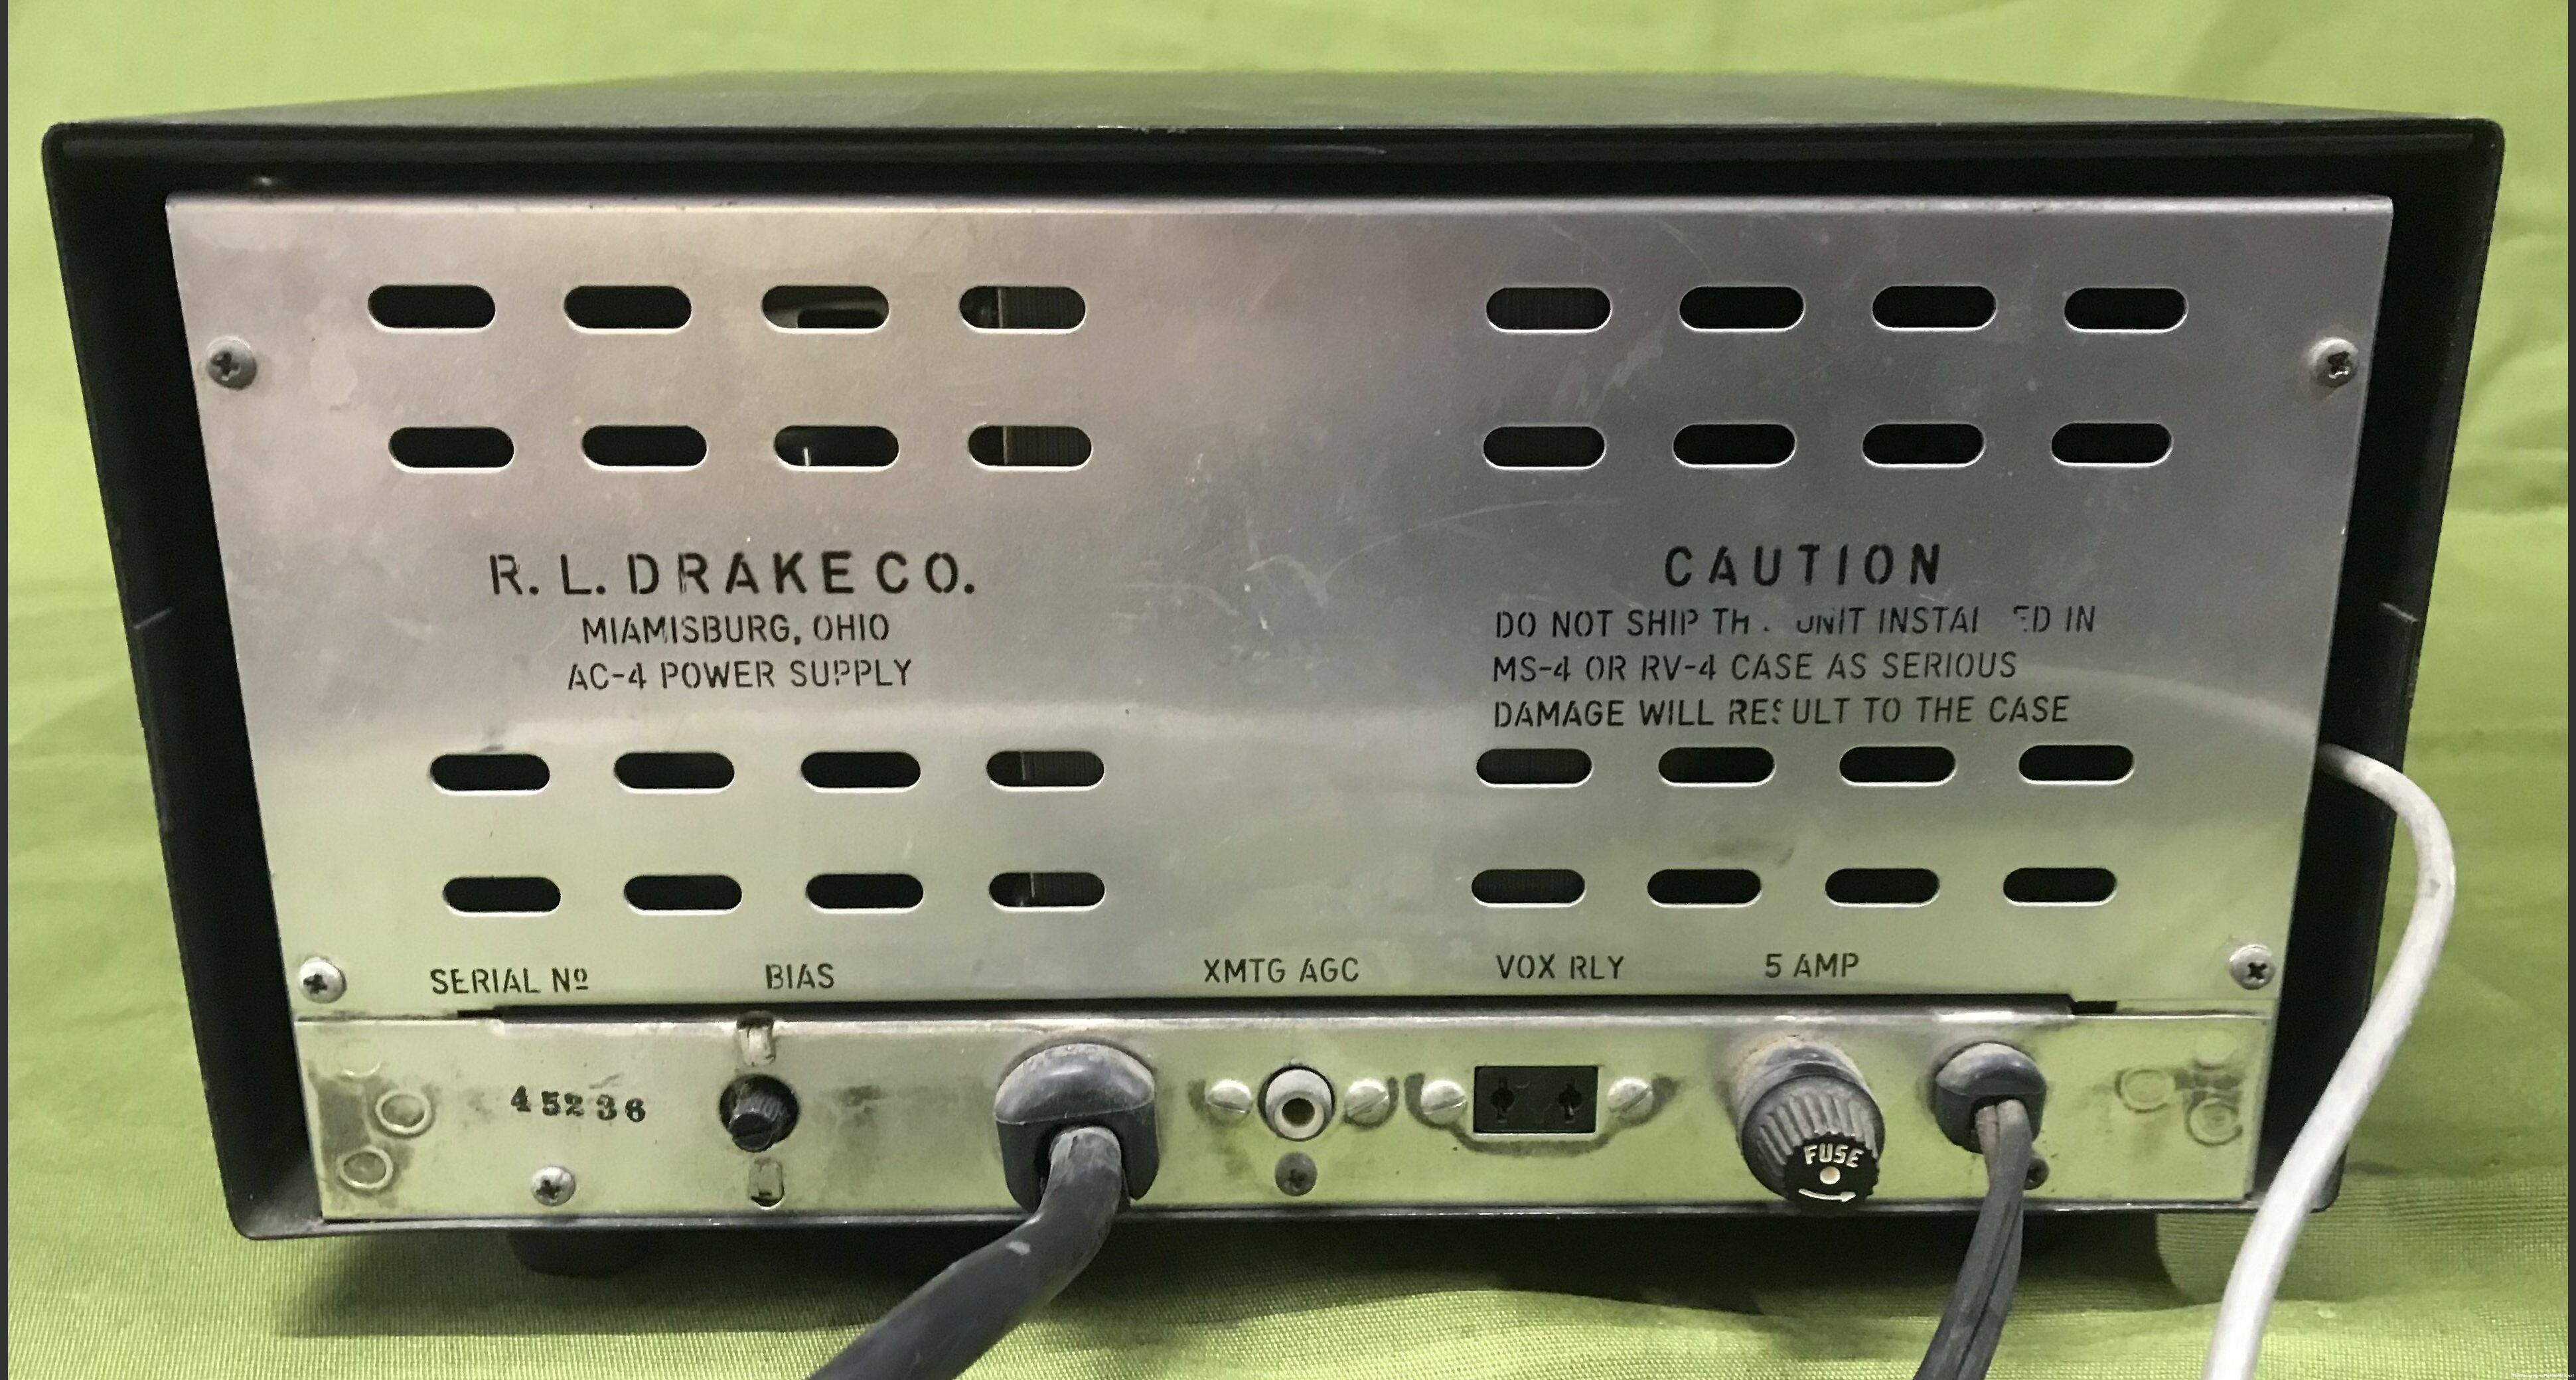 R. L. DRAKE CO.
MIAMISBURG, OHIO
AC-4 POWER SUPPLY
CAUTION
DO NOT SHIP TH . UNIT INSTAL ED IN
MS-4 OR RV-4 CASE AS SERIOUS
DAMAGE WILL RESULT TO THE CASE
SERIAL Nº
BIAS
XMTG AGC
VOX RLY
5 AMP
45236
FUSE